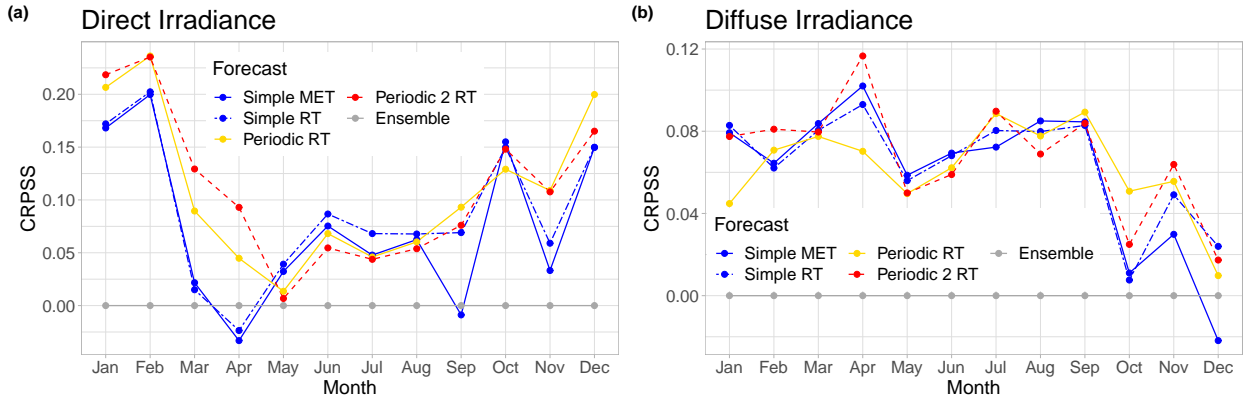 (a)
Direct Irradiance
CRPSS
0.20
0.15
0.10
0.05
0.00
Forecast
Simple MET
Simple RT
Periodic RT
Periodic 2 RT
Ensemble
Jan Feb Mar Apr May Jun Jul Aug Sep Oct Nov Dec
Month
(b)
Diffuse Irradiance
CRPSS
0.12
0.08
0.04
0.00
Forecast
Simple MET
Simple RT
Periodic RT
Periodic 2 RT
Ensemble
Jan Feb Mar Apr May Jun Jul Aug Sep Oct Nov Dec
Month